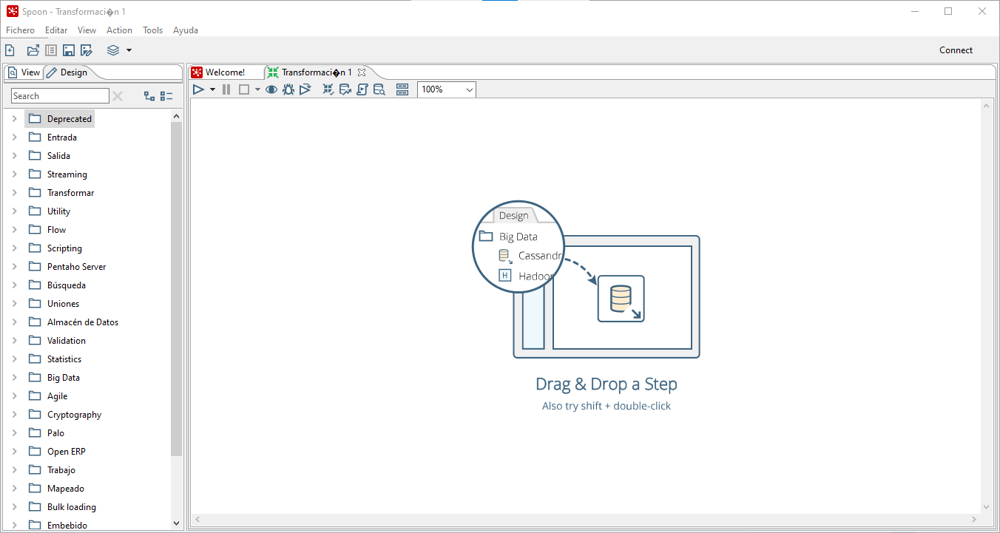 Spoon - Transformaci�n 1
Fichero Editar View Action Tools Ayuda
Connect
View Design
Welcome! Transformaci�n 1
Search
100%
Deprecated
Entrada
Salida
Streaming
Transformar
Utility
Flow
Scripting
Pentaho Server
Búsqueda
Uniones
Almacén de Datos
Validation
Statistics
Big Data
Agile
Cryptography
Palo
Open ERP
Trabajo
Mapeado
Bulk loading
Embebido
Design
Big Data
Cassandr
H Hadoop
Drag & Drop a Step
Also try shift + double-click